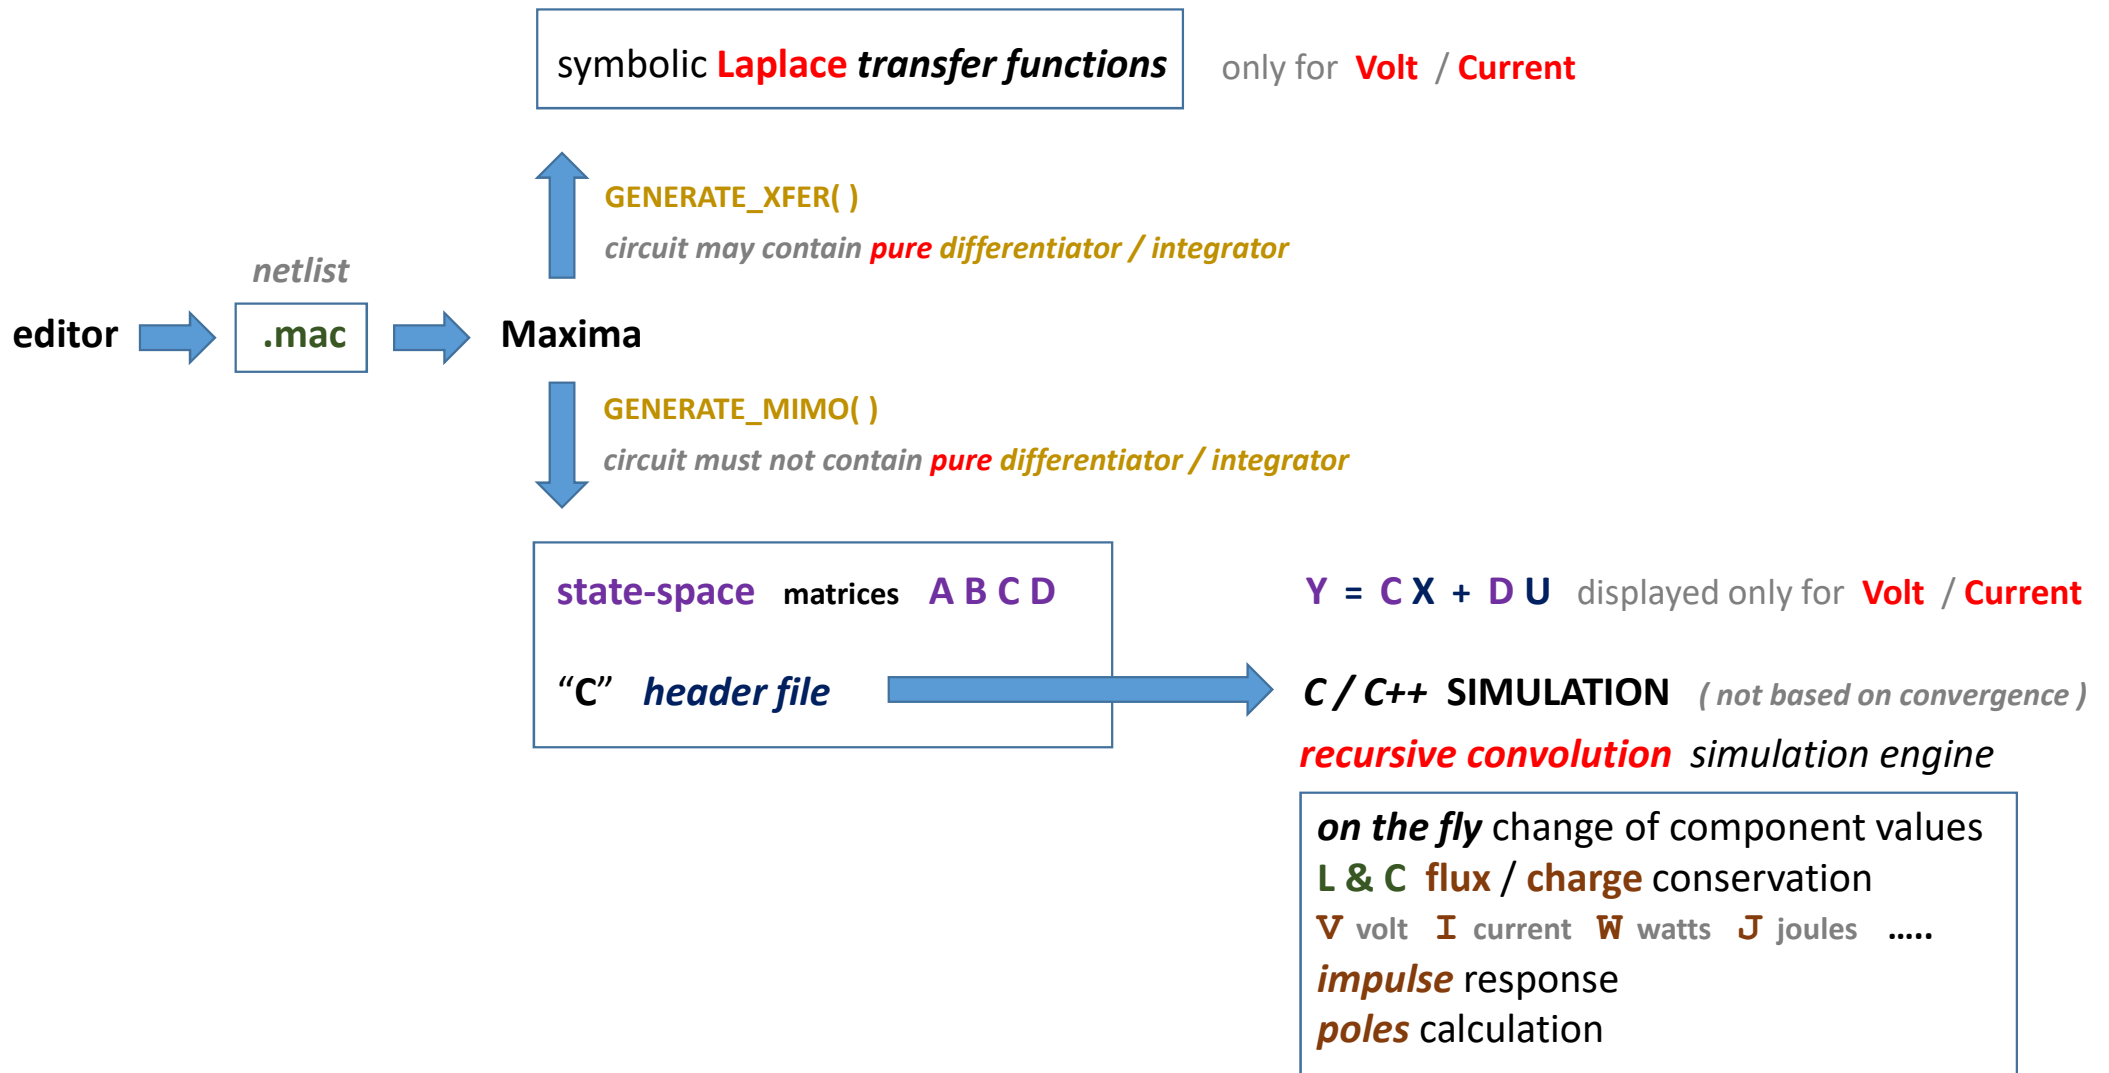 symbolic Laplace transfer functions only for Volt / Current
GENERATE_XFER( )
circuit may contain pure differentiator / integrator
netlist
editor .mac Maxima
GENERATE_MIMO( )
circuit must not contain pure differentiator / integrator
state-space matrices A B C D Y = C X + D U displayed only for Volt / Current
“C” header file C / C++ SIMULATION ( not based on convergence )
recursive convolution simulation engine
on the fly change of component values
L & C flux / charge conservation
V volt I current W watts J joules .....
impulse response
poles calculation